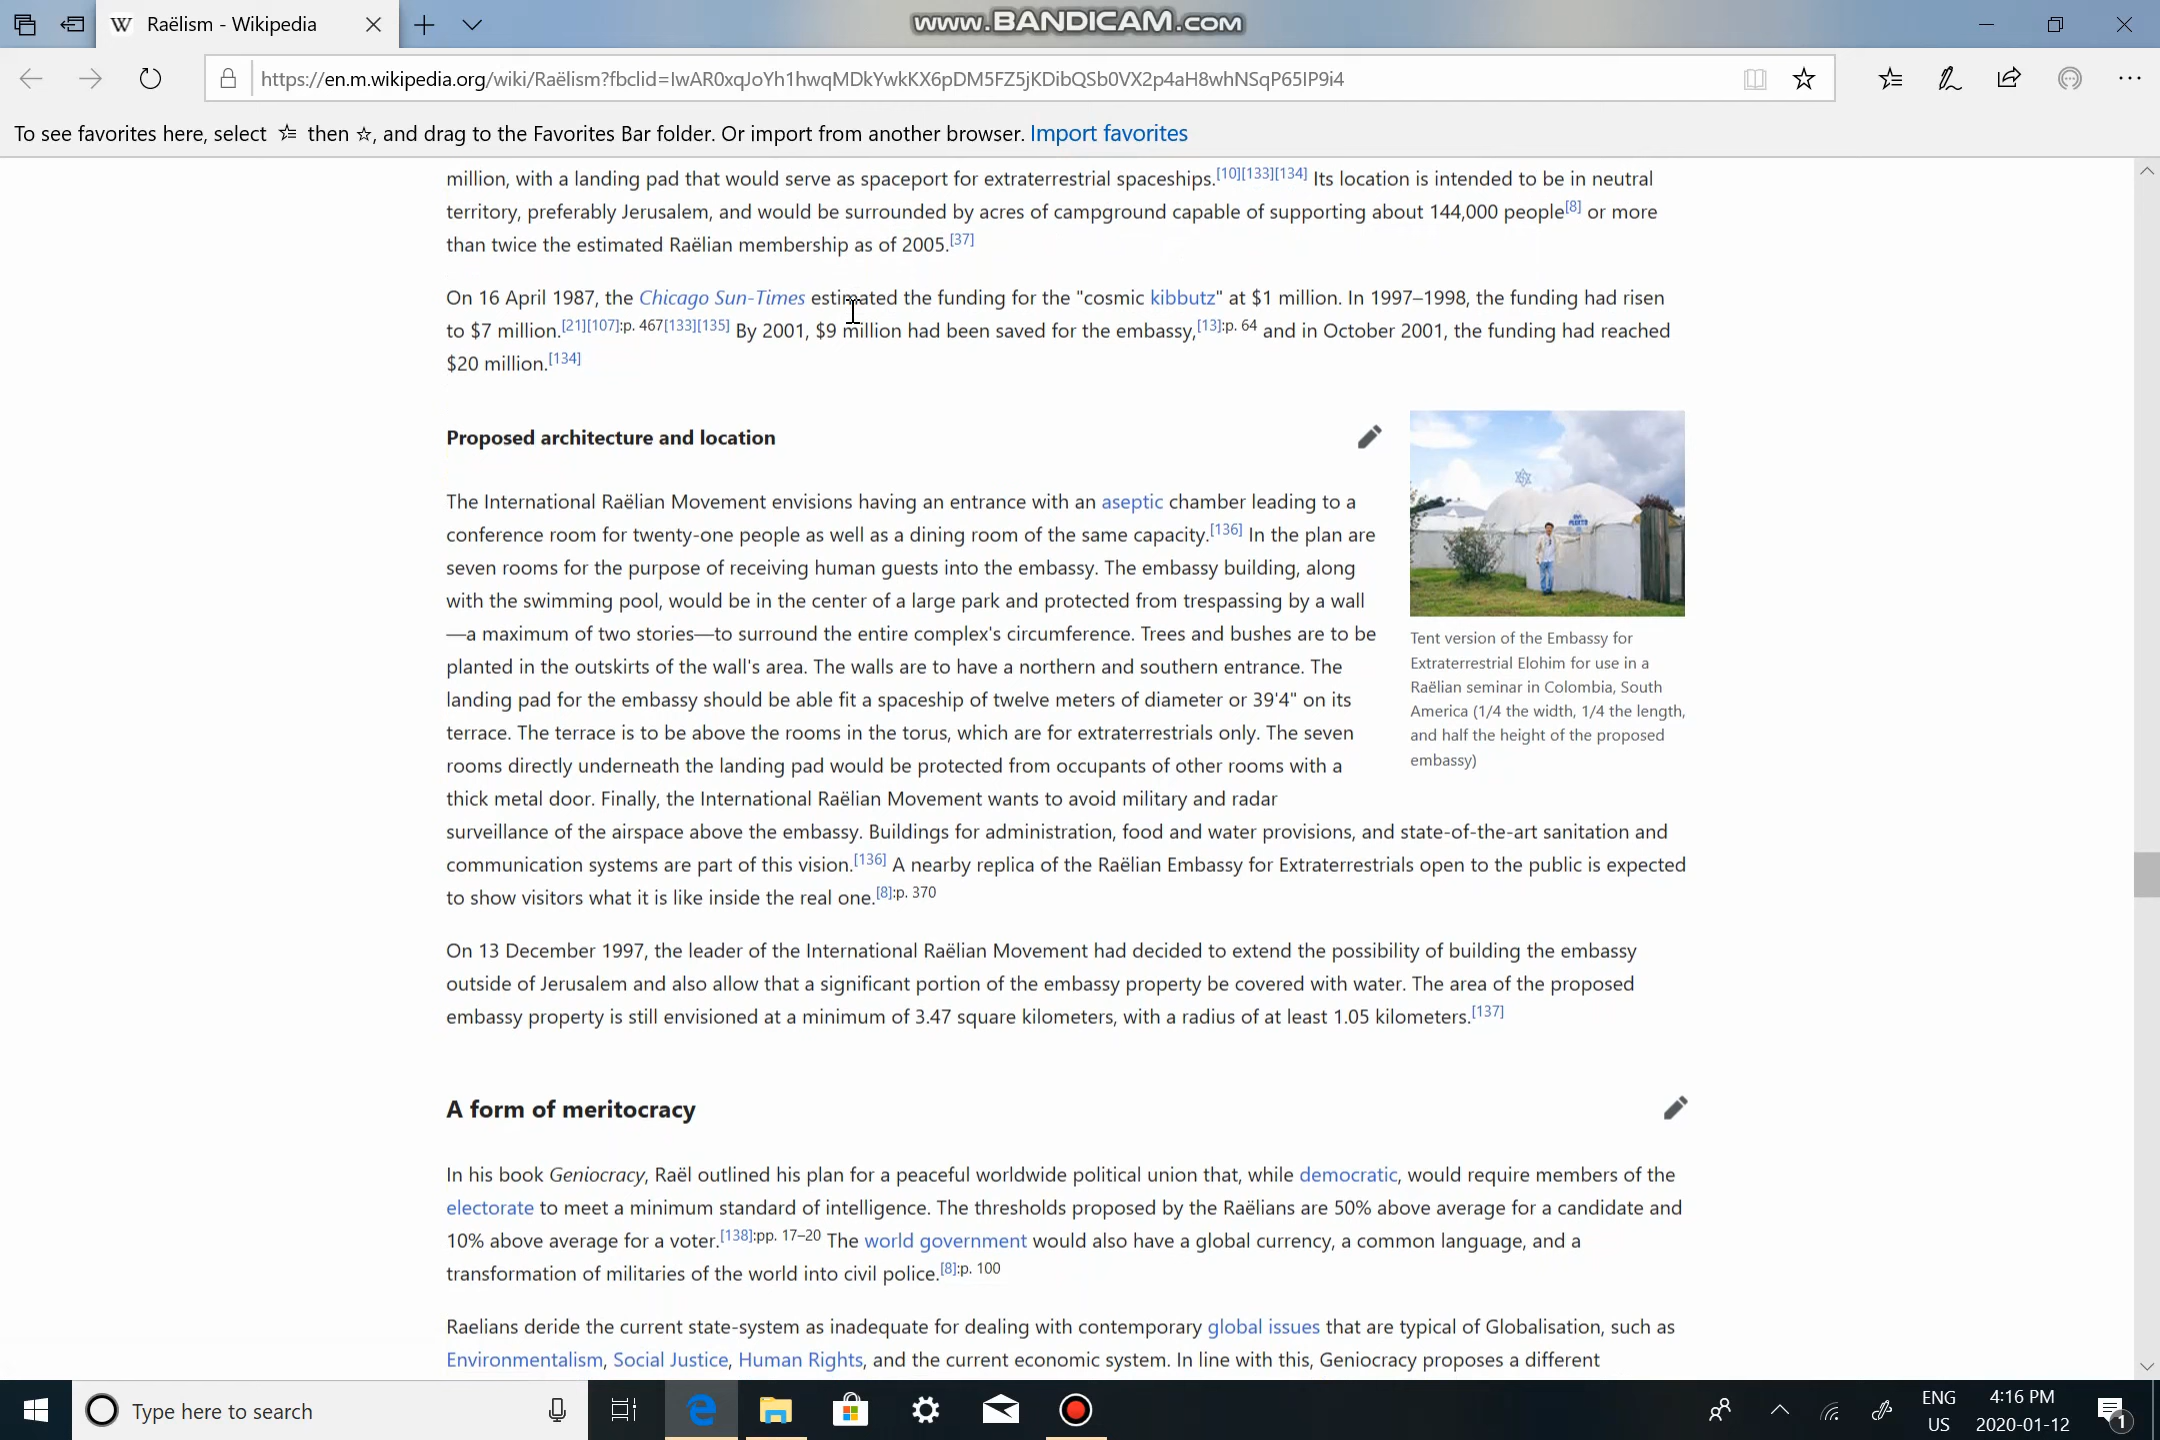 Raëlism - Wikipedia
www.BANDICAM.com
https://en.m.wikipedia.org/wiki/Raëlism?fbclid=IwAR0xqJoYh1hwqMDkYwkKX6pDM5FZ5jKDibQSb0VX2p4aH8whNSqP65IP9i4
To see favorites here, select then ☆, and drag to the Favorites Bar folder. Or import from another browser. Import favorites
million, with a landing pad that would serve as spaceport for extraterrestrial spaceships.[10][133][134] Its location is intended to be in neutral
territory, preferably Jerusalem, and would be surrounded by acres of campground capable of supporting about 144,000 people[8] or more
than twice the estimated Raëlian membership as of 2005.[37]
On 16 April 1987, the Chicago Sun-Times estimated the funding for the "cosmic kibbutz" at $1 million. In 1997–1998, the funding had risen
to $7 million.[21][107]:p. 467[133][135] By 2001, $9 million had been saved for the embassy,[13]:p. 64 and in October 2001, the funding had reached
$20 million.[134]
Proposed architecture and location
The International Raëlian Movement envisions having an entrance with an aseptic chamber leading to a
conference room for twenty-one people as well as a dining room of the same capacity.[136] In the plan are
seven rooms for the purpose of receiving human guests into the embassy. The embassy building, along
with the swimming pool, would be in the center of a large park and protected from trespassing by a wall
—a maximum of two stories—to surround the entire complex's circumference. Trees and bushes are to be
planted in the outskirts of the wall's area. The walls are to have a northern and southern entrance. The
landing pad for the embassy should be able fit a spaceship of twelve meters of diameter or 39'4" on its
terrace. The terrace is to be above the rooms in the torus, which are for extraterrestrials only. The seven
rooms directly underneath the landing pad would be protected from occupants of other rooms with a
thick metal door. Finally, the International Raëlian Movement wants to avoid military and radar
surveillance of the airspace above the embassy. Buildings for administration, food and water provisions, and state-of-the-art sanitation and
communication systems are part of this vision.[136] A nearby replica of the Raëlian Embassy for Extraterrestrials open to the public is expected
to show visitors what it is like inside the real one.[8]:p. 370
Tent version of the Embassy for
Extraterrestrial Elohim for use in a
Raëlian seminar in Colombia, South
America (1/4 the width, 1/4 the length,
and half the height of the proposed
embassy)
On 13 December 1997, the leader of the International Raëlian Movement had decided to extend the possibility of building the embassy
outside of Jerusalem and also allow that a significant portion of the embassy property be covered with water. The area of the proposed
embassy property is still envisioned at a minimum of 3.47 square kilometers, with a radius of at least 1.05 kilometers.[137]
A form of meritocracy
In his book Geniocracy, Raël outlined his plan for a peaceful worldwide political union that, while democratic, would require members of the
electorate to meet a minimum standard of intelligence. The thresholds proposed by the Raëlians are 50% above average for a candidate and
10% above average for a voter.[138]:pp. 17–20 The world government would also have a global currency, a common language, and a
transformation of militaries of the world into civil police.[8]:p. 100
Raelians deride the current state-system as inadequate for dealing with contemporary global issues that are typical of Globalisation, such as
Environmentalism, Social Justice, Human Rights, and the current economic system. In line with this, Geniocracy proposes a different
Type here to search
ENG
US
4:16 PM
2020-01-12
1